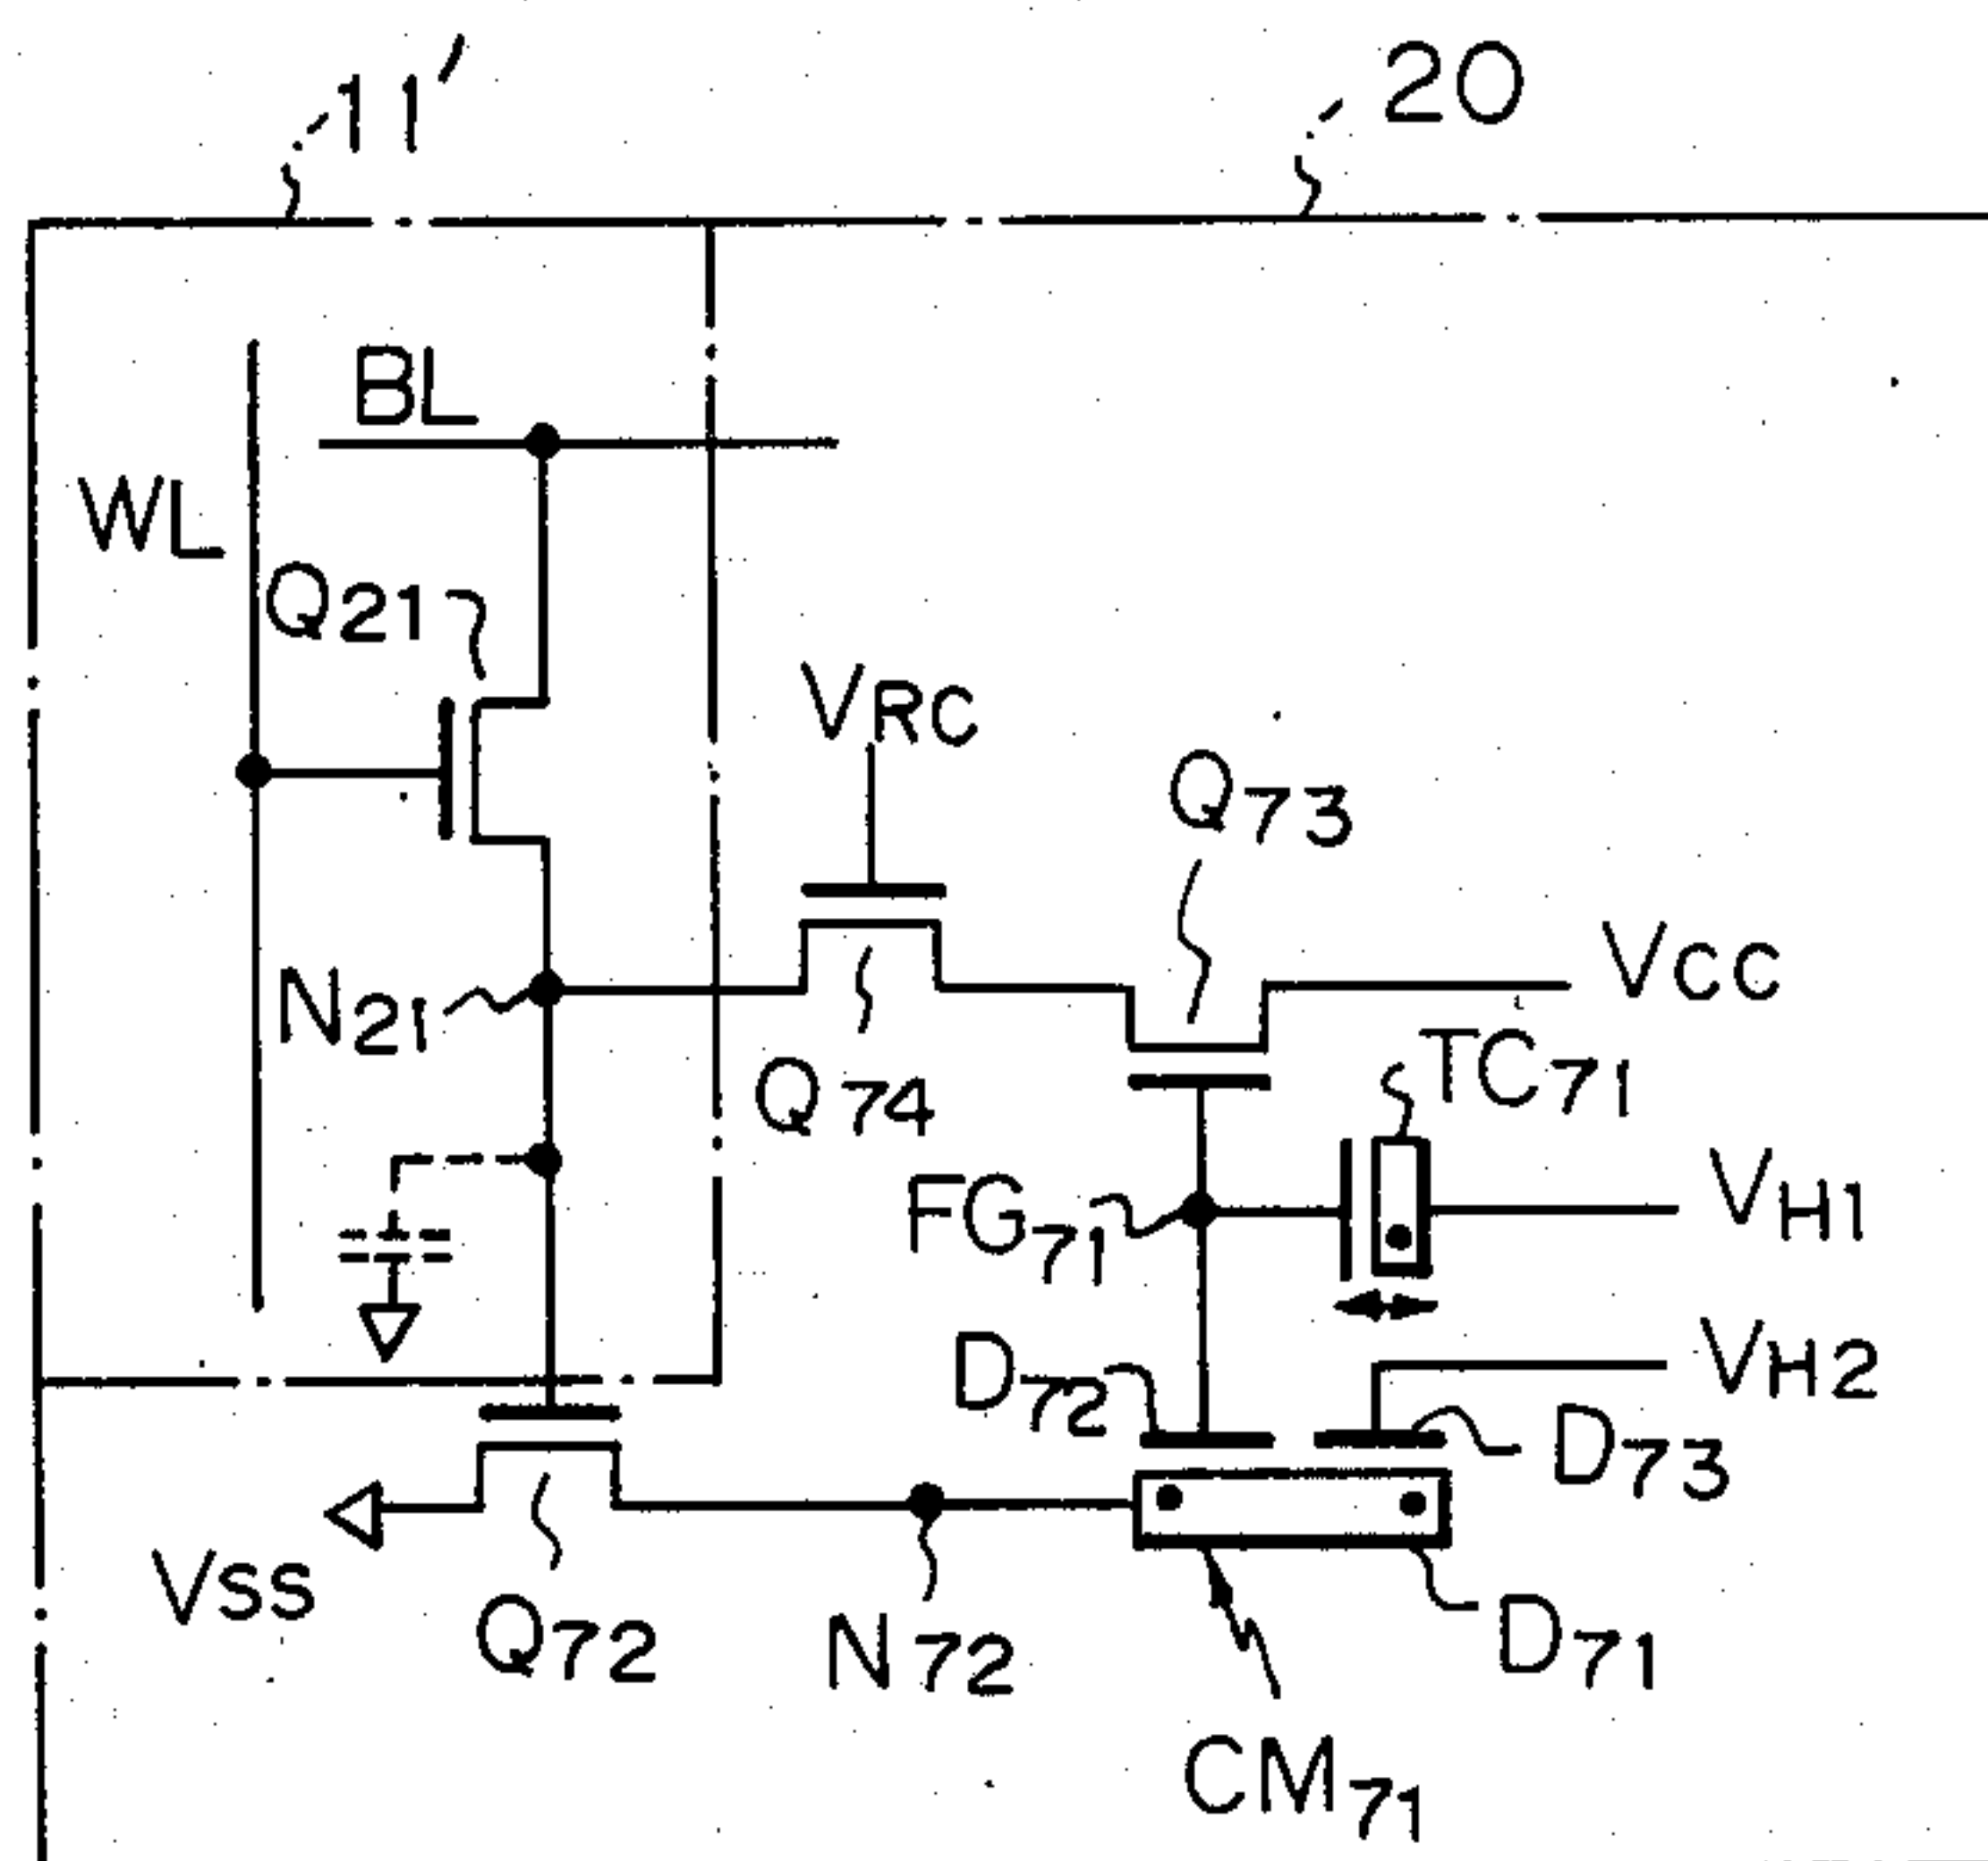 11'
20
BL
WL
Q21
VRC
Q73
VCC
N21
TC71
Q74
FG71
VH1
D72
VH2
D73
VSS
Q72
N72
D71
CM71